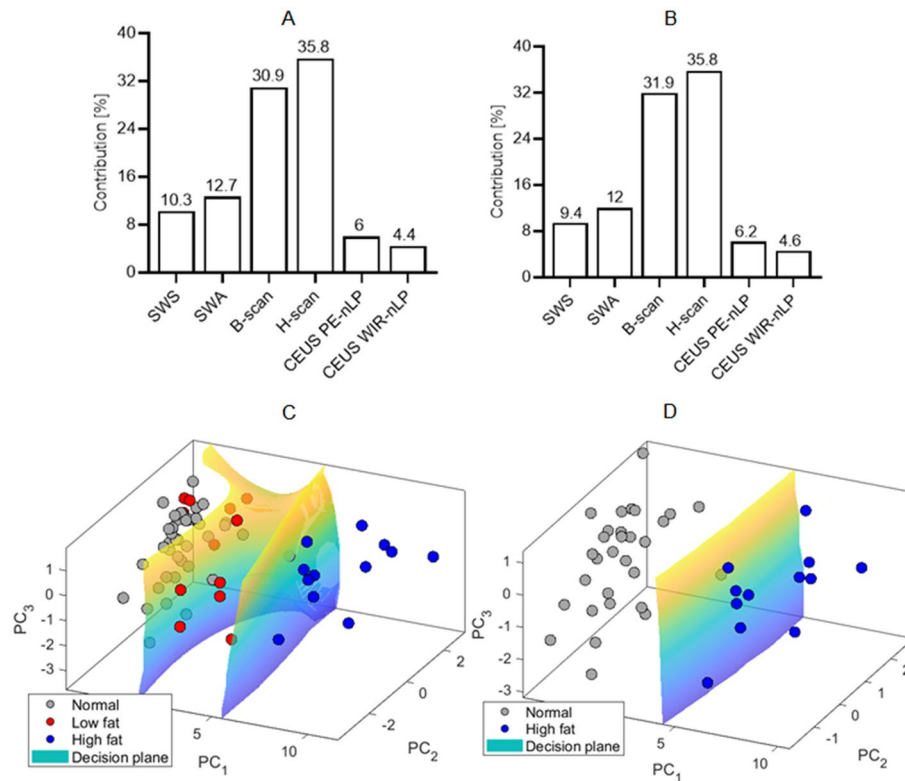 A
B
Contribution [%]
40
32
24
16
8
0
10.3
12.7
30.9
35.8
6
4.4
SWS
SWA
B-scan
H-scan
CEUS PE-nLP
CEUS WIR-nLP
Contribution [%]
40
32
24
16
8
0
9.4
12
31.9
35.8
6.2
4.6
SWS
SWA
B-scan
H-scan
CEUS PE-nLP
CEUS WIR-nLP
C
D
PC3
1
0
-1
-2
-3
5
10
PC1
-2
0
2
PC2
Normal
Low fat
High fat
Decision plane
PC3
1
0
-1
-2
-3
5
10
PC1
-1
0
1
2
PC2
Normal
High fat
Decision plane